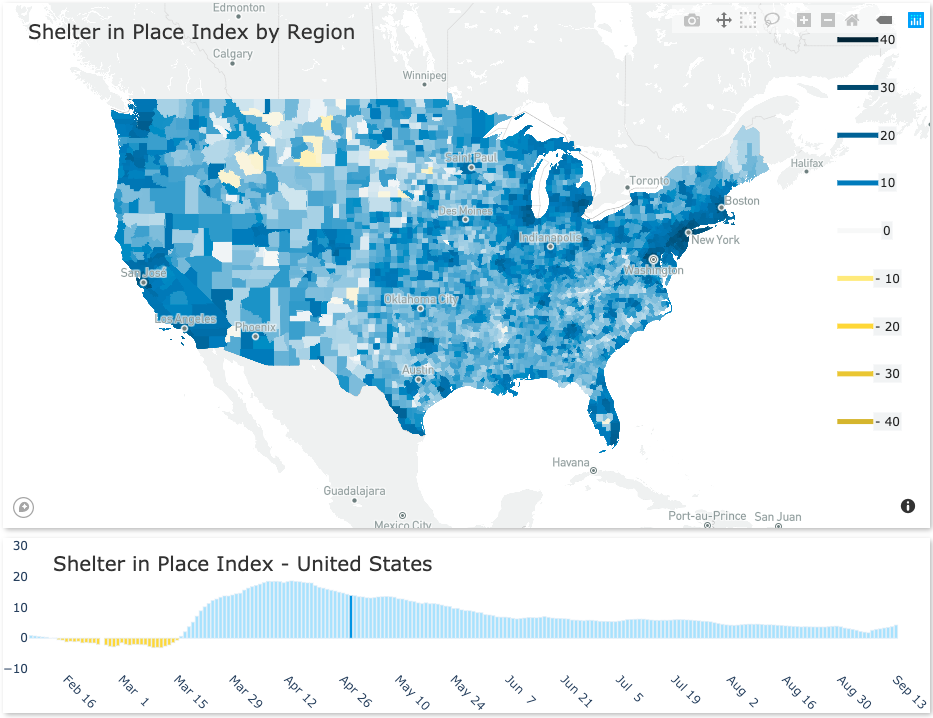 Edmonton
Shelter in Place Index by Region
Calgary
40
Winnipeg
30
20
Saint Paul
Halifax
Toronto
10
Boston
Des Moines
0
New York
Indianapolis
Washington
San José
- 10
Oklahoma City
Los Angeles
Phoenix
- 20
Austin
- 30
- 40
Havana
Guadalajara
Port-au-Prince
San Juan
Mexico City
30
Shelter in Place Index - United States
20
10
0
−10
Feb 16
Mar 1
Mar 15
Mar 29
Apr 12
Apr 26
May 10
May 24
Jun 7
Jun 21
Jul 5
Jul 19
Aug 2
Aug 16
Aug 30
Sep 13